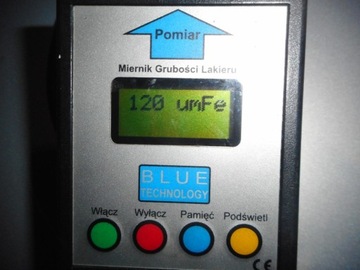 Pomiar
Miernik Grubości Lakieru
120 umFe
BLUE
TECHNOLOGY
Włącz Wyłącz Pamięć Podświetl
CE